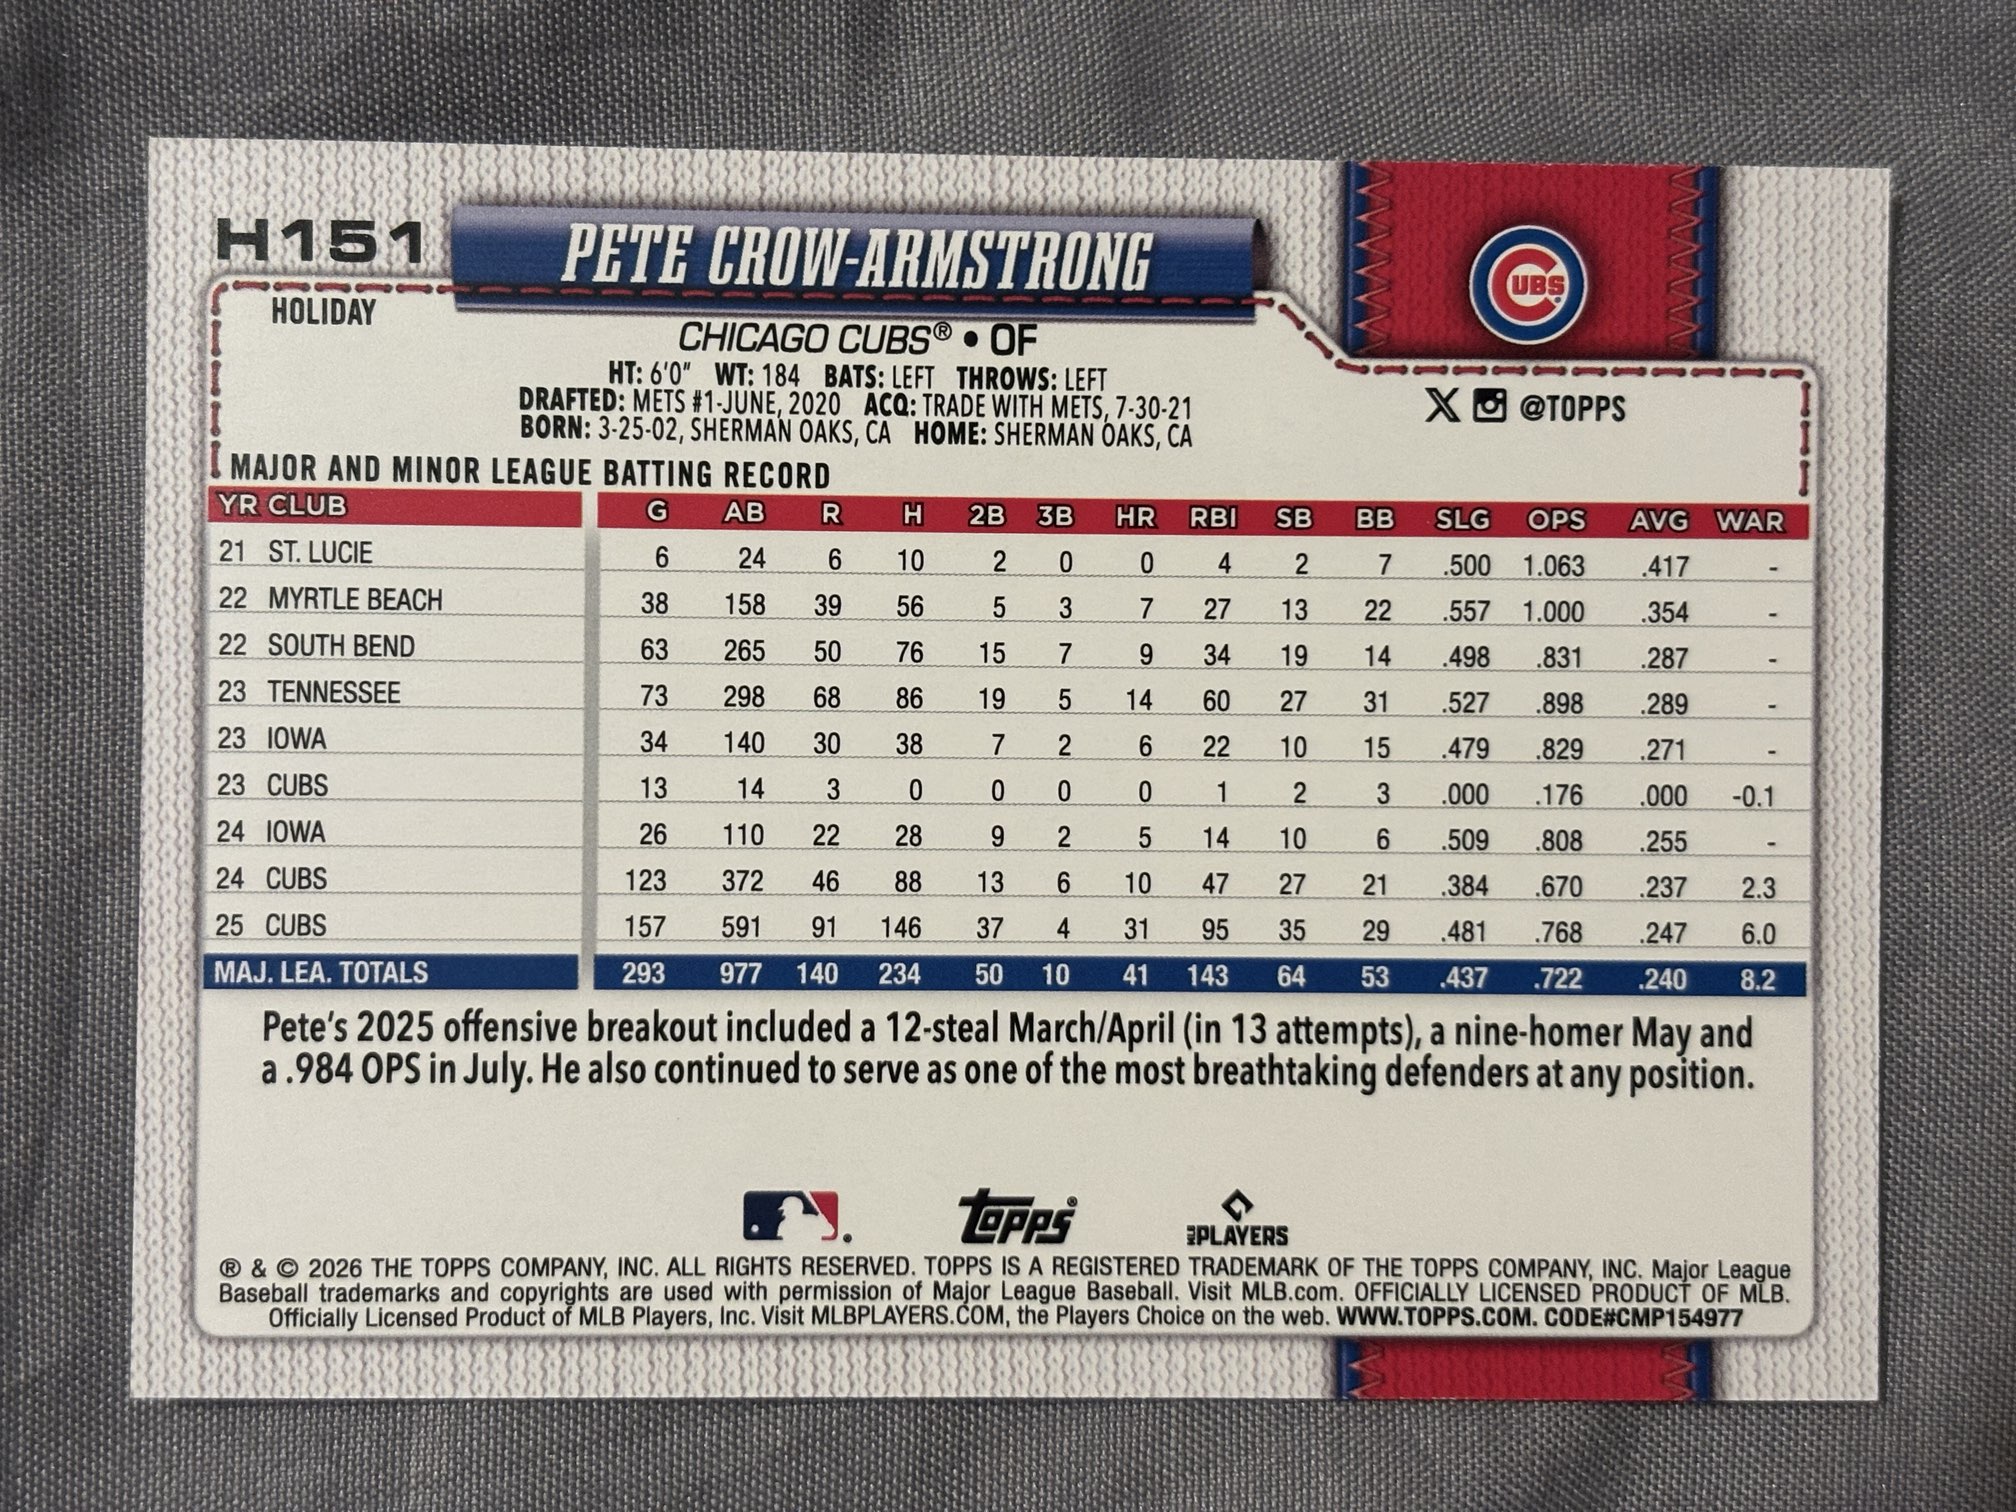 H151
PETE CROW-ARMSTRONG
CUBS
HOLIDAY
CHICAGO CUBS® • OF
HT: 6'0" WT: 184 BATS: LEFT THROWS: LEFT
DRAFTED: METS #1-JUNE, 2020 ACQ: TRADE WITH METS, 7-30-21
BORN: 3-25-02, SHERMAN OAKS, CA HOME: SHERMAN OAKS, CA
X @TOPPS
MAJOR AND MINOR LEAGUE BATTING RECORD
YR CLUB G AB R H 2B 3B HR RBI SB BB SLG OPS AVG WAR
21 ST. LUCIE 6 24 6 10 2 0 0 4 2 7 .500 1.063 .417 -
22 MYRTLE BEACH 38 158 39 56 5 3 7 27 13 22 .557 1.000 .354 -
22 SOUTH BEND 63 265 50 76 15 7 9 34 19 14 .498 .831 .287 -
23 TENNESSEE 73 298 68 86 19 5 14 60 27 31 .527 .898 .289 -
23 IOWA 34 140 30 38 7 2 6 22 10 15 .479 .829 .271 -
23 CUBS 13 14 3 0 0 0 0 1 2 3 .000 .176 .000 -0.1
24 IOWA 26 110 22 28 9 2 5 14 10 6 .509 .808 .255 -
24 CUBS 123 372 46 88 13 6 10 47 27 21 .384 .670 .237 2.3
25 CUBS 157 591 91 146 37 4 31 95 35 29 .481 .768 .247 6.0
MAJ. LEA. TOTALS 293 977 140 234 50 10 41 143 64 53 .437 .722 .240 8.2
Pete's 2025 offensive breakout included a 12-steal March/April (in 13 attempts), a nine-homer May and
a .984 OPS in July. He also continued to serve as one of the most breathtaking defenders at any position.
Topps®
MLB PLAYERS
® & © 2026 THE TOPPS COMPANY, INC. ALL RIGHTS RESERVED. TOPPS IS A REGISTERED TRADEMARK OF THE TOPPS COMPANY, INC. Major League
Baseball trademarks and copyrights are used with permission of Major League Baseball. Visit MLB.com. OFFICIALLY LICENSED PRODUCT OF MLB.
Officially Licensed Product of MLB Players, Inc. Visit MLBPLAYERS.COM, the Players Choice on the web. WWW.TOPPS.COM. CODE#CMP154977